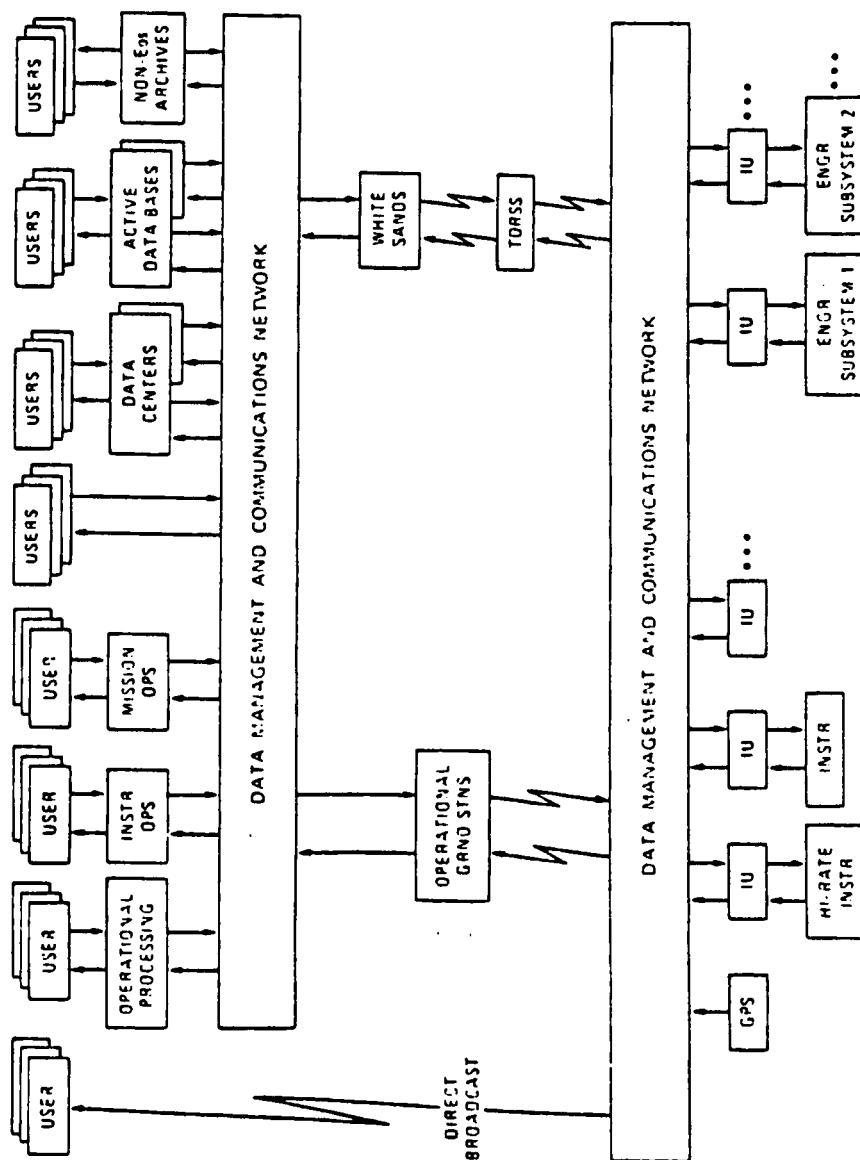 USER
USER
USER
USER
USERS
USERS
USERS
USERS
OPERATIONAL
PROCESSING
INSTR
OPS
MISSION
OPS
DATA
CENTERS
ACTIVE
DATA BASES
NON-Eos
ARCHIVES
DATA MANAGEMENT AND COMMUNICATIONS NETWORK
DIRECT
BROADCAST
OPERATIONAL
GRND STNS
WHITE
SANDS
TDRSS
DATA MANAGEMENT AND COMMUNICATIONS NETWORK
GPS
IU
IU
IU
•••
IU
IU
•••
HI-RATE
INSTR
INSTR
ENGR
SUBSYSTEM 1
ENGR
SUBSYSTEM 2
•••